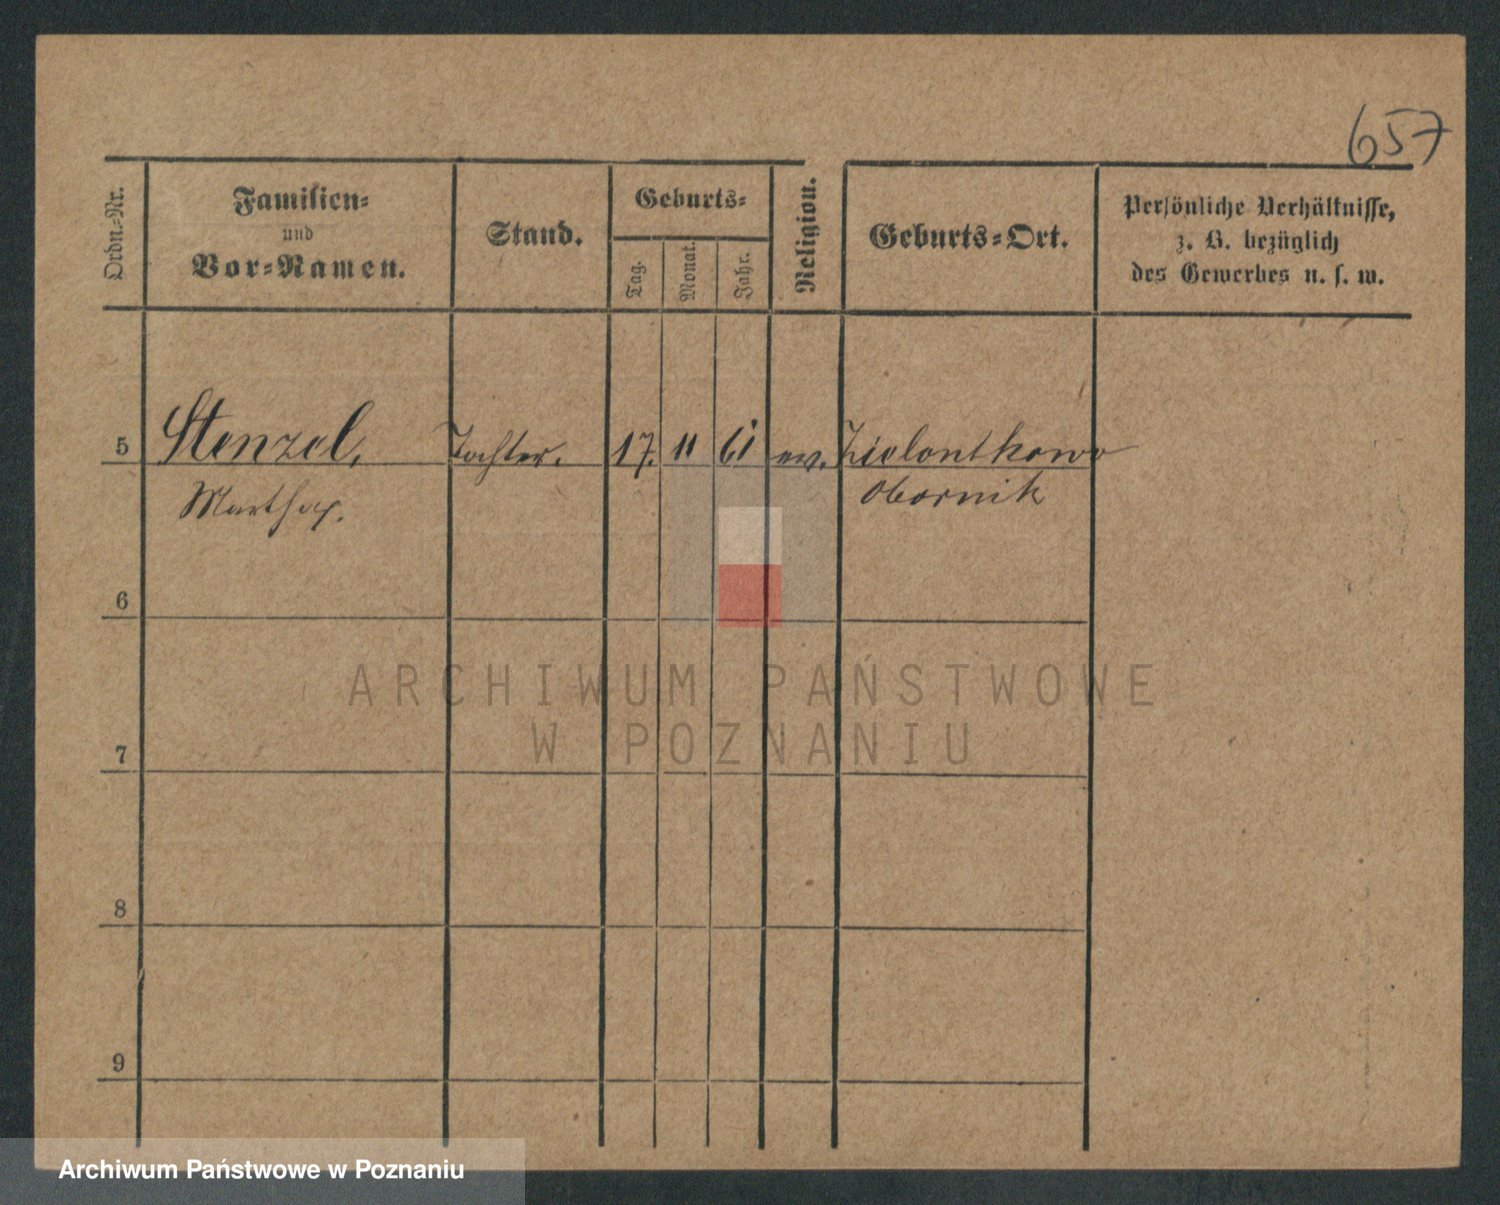 657
Ordn.-Nr.
Familien-
und
Vor-Namen.
Stand.
Geburts-
Tag.
Monat.
Jahr.
Religion.
Geburts-Ort.
Persönliche Verhältnisse,
z. B. bezüglich
des Gewerbes u. s. w.
5 Stenzel, Tochter. 17. 11 61 ev. Zielontkowo
Martha. Obornik
6
ARCHIWUM PAŃSTWOWE
W POZNANIU
7
8
9
Archiwum Państwowe w Poznaniu